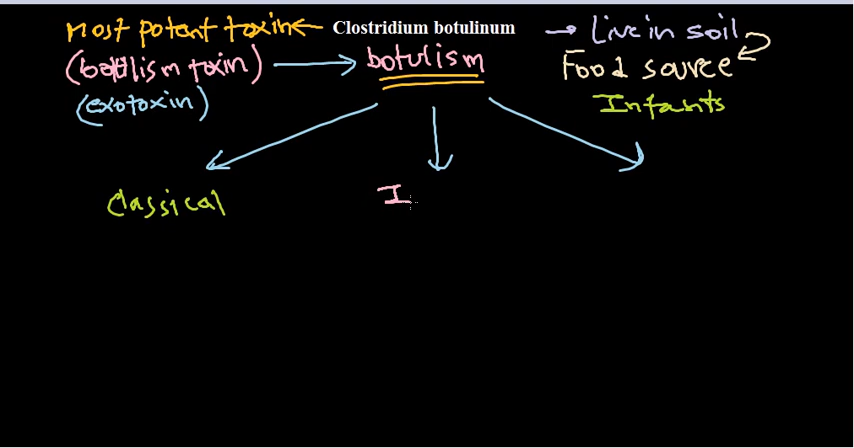 Most potent toxin ← Clostridium botulinum → Live in soil
(botulism toxin) → botulism Food source
(exotoxin) Infants
Classical I